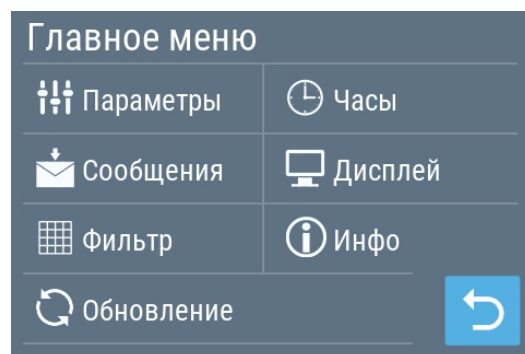 Главное меню
Параметры
Часы
Сообщения
Дисплей
Фильтр
Инфо
Обновление